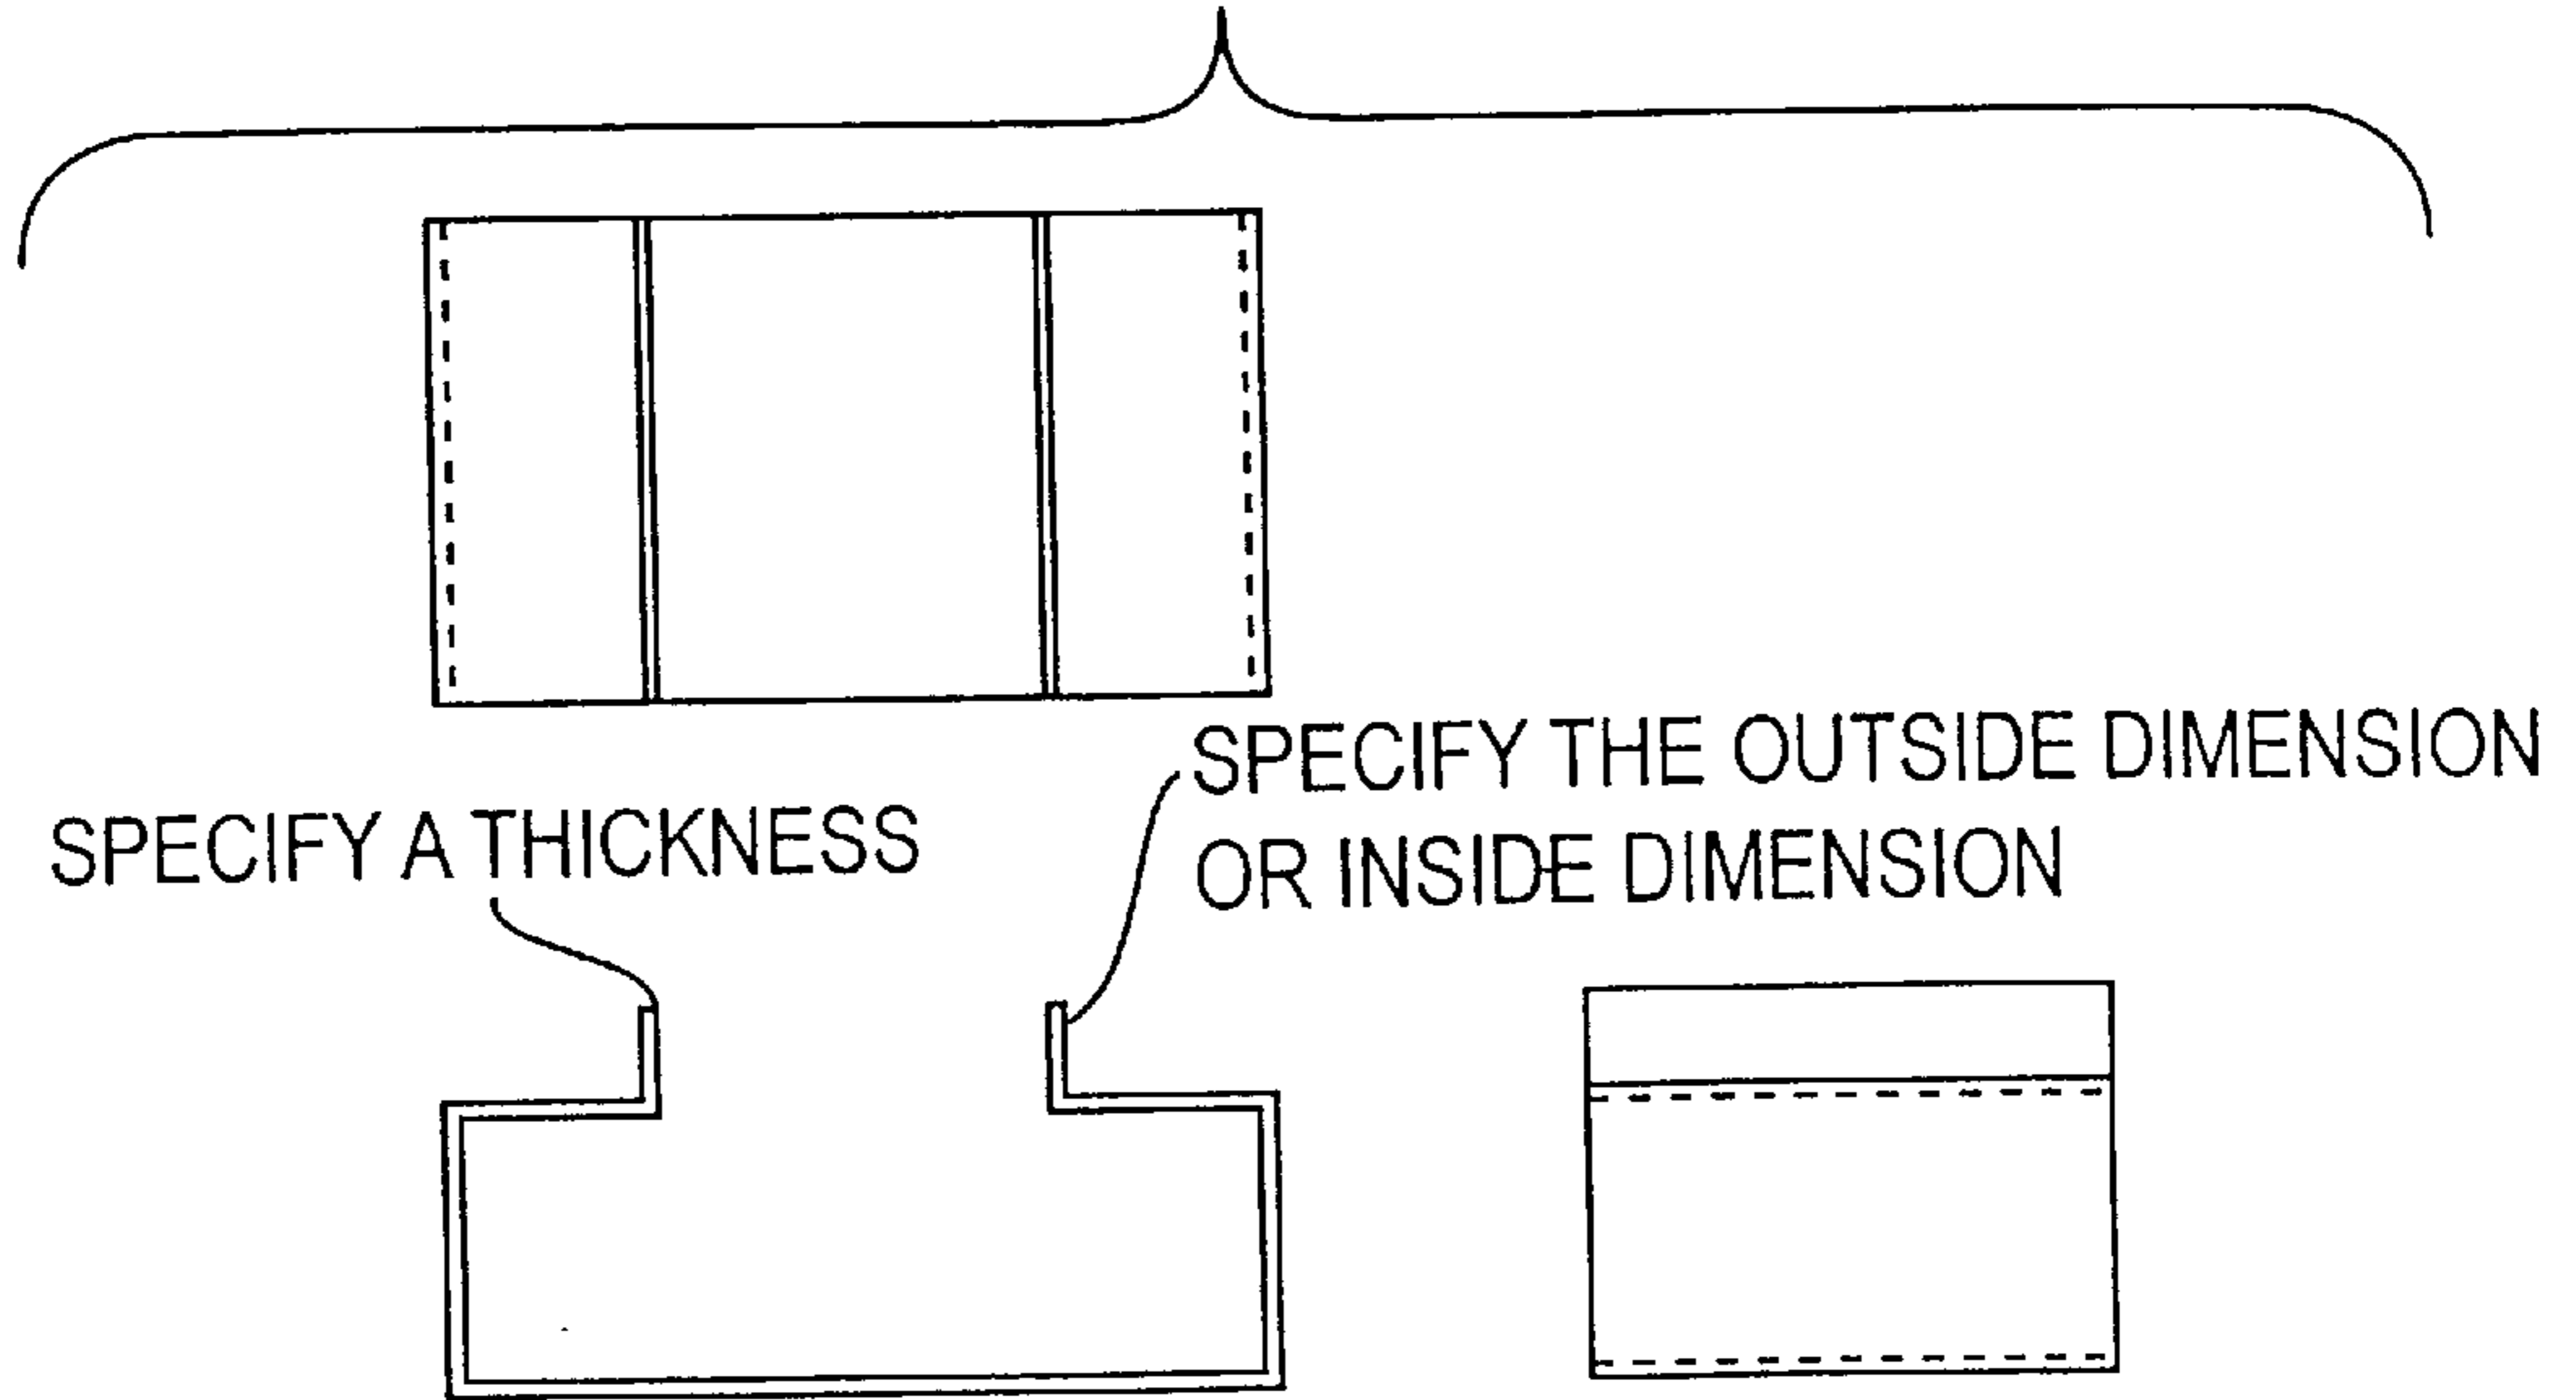 SPECIFY THE OUTSIDE DIMENSION
OR INSIDE DIMENSION
SPECIFY A THICKNESS